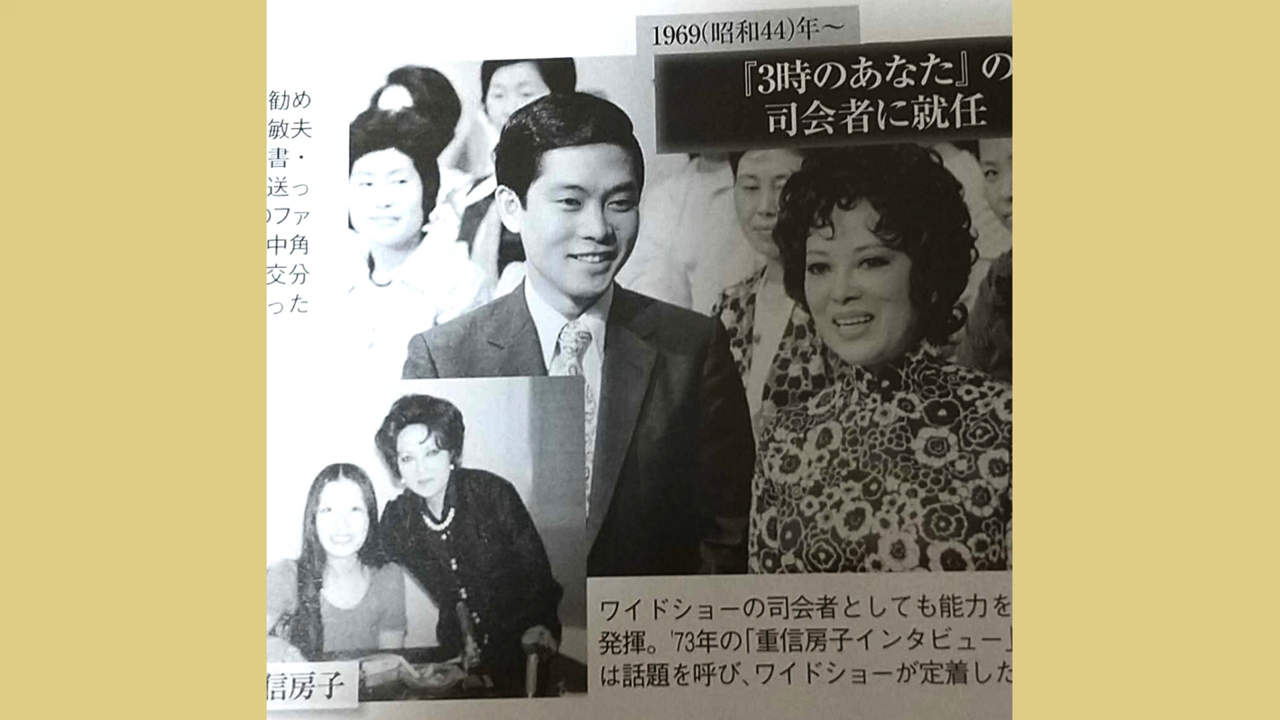 1969(昭和44)年～
『3時のあなた』の
司会者に就任
勧め
敏夫
書・
送っ
のファ
中角
交分
った
信房子
ワイドショーの司会者としても能力を
発揮。'73年の「重信房子インタビュー」
は話題を呼び、ワイドショーが定着した